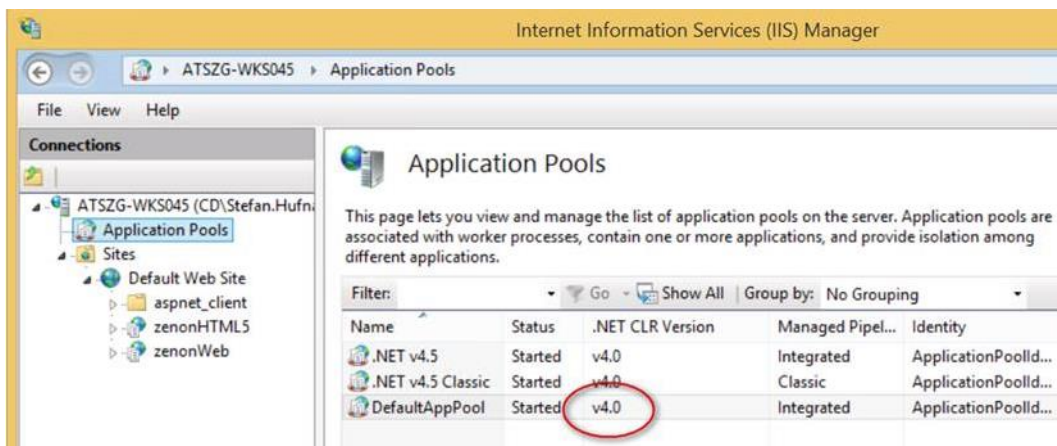 Internet Information Services (IIS) Manager
ATSZG-WKS045 Application Pools
File View Help
Connections
ATSZG-WKS045 (CD\Stefan.Hufn
Application Pools
Sites
Default Web Site
aspnet_client
zenonHTML5
zenonWeb
Application Pools
This page lets you view and manage the list of application pools on the server. Application pools are
associated with worker processes, contain one or more applications, and provide isolation among
different applications.
Filter: Go Show All Group by: No Grouping
Name Status .NET CLR Version Managed Pipel... Identity
.NET v4.5 Started v4.0 Integrated ApplicationPoolId...
.NET v4.5 Classic Started v4.0 Classic ApplicationPoolId...
DefaultAppPool Started v4.0 Integrated ApplicationPoolId...